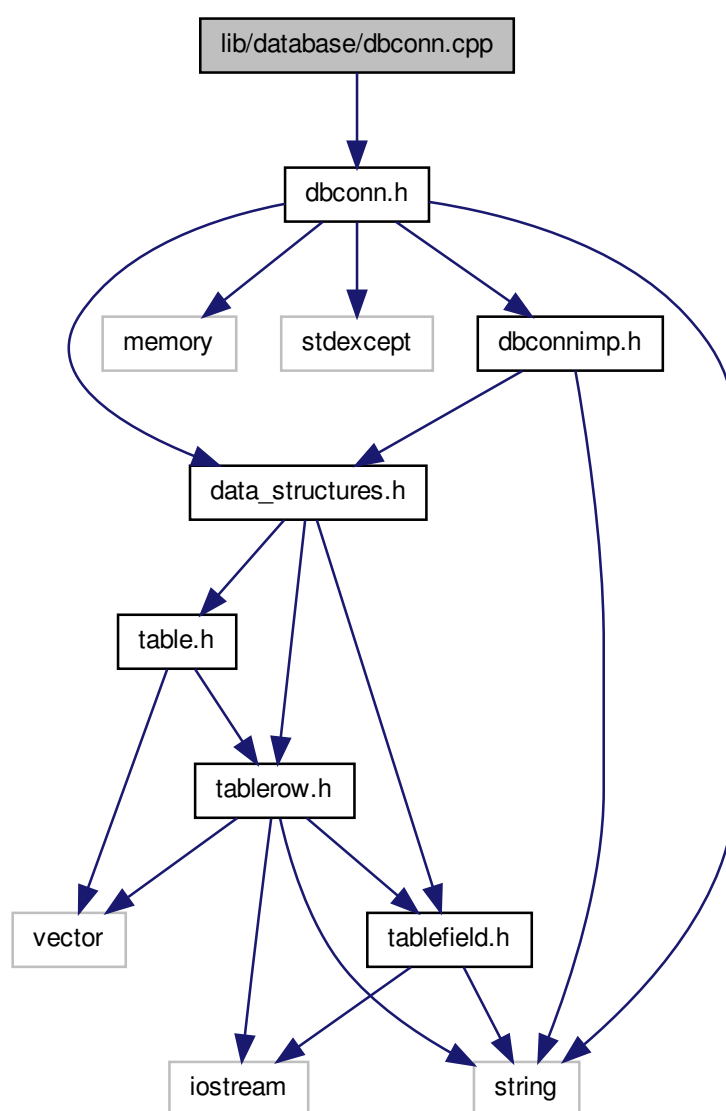 lib/database/dbconn.cpp
dbconn.h
memory
stdexcept
dbconnimp.h
data_structures.h
table.h
tablerow.h
vector
tablefield.h
iostream
string